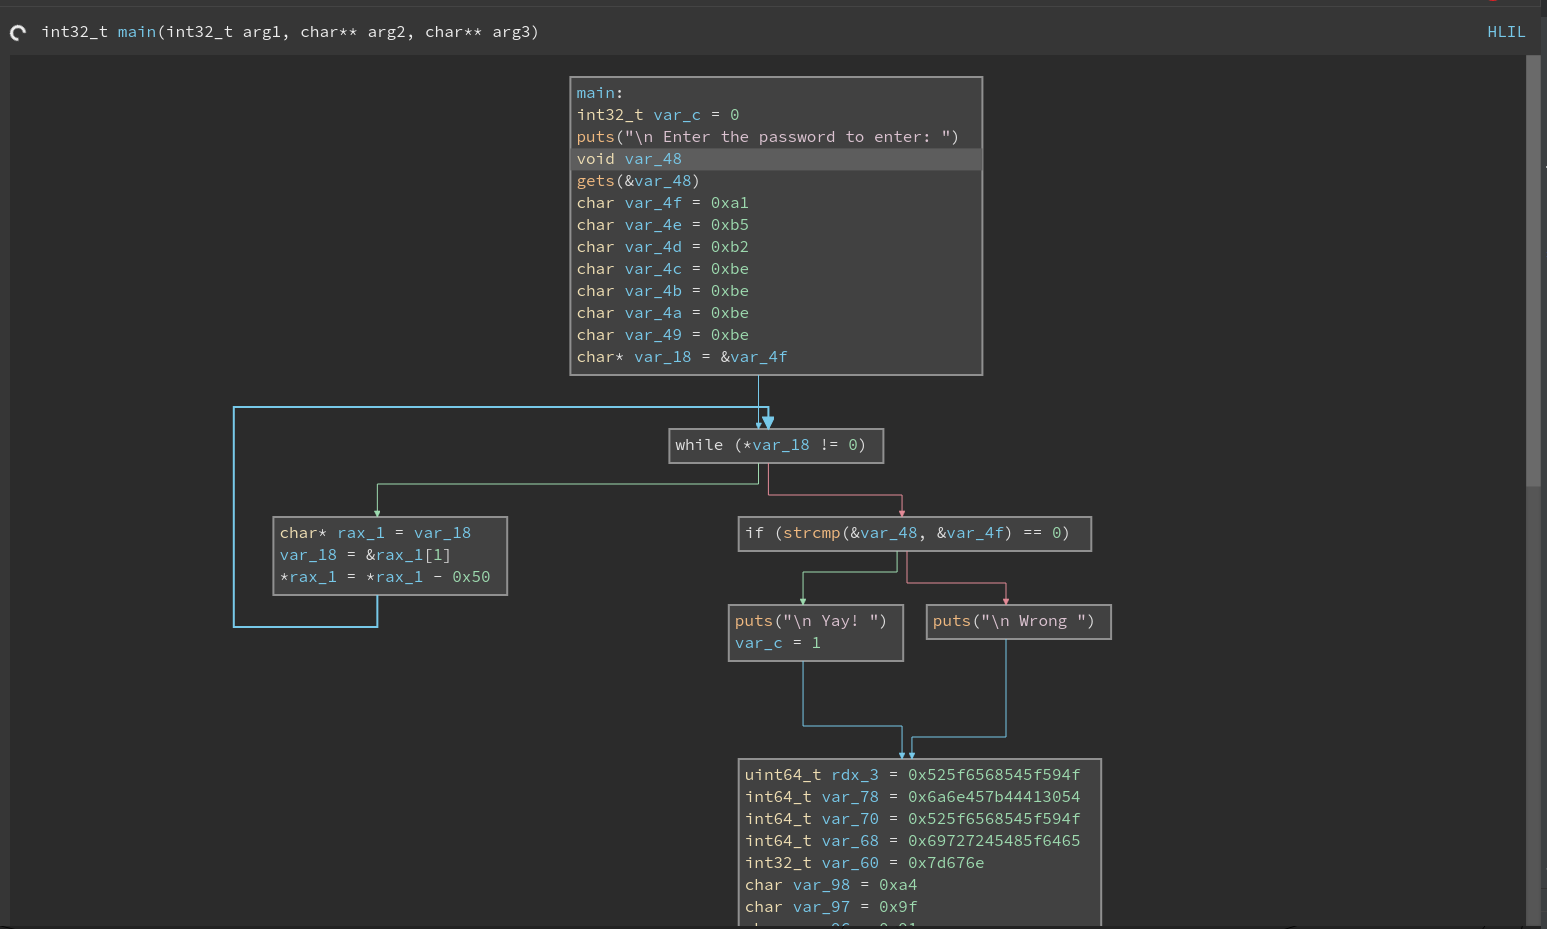 int32_t main(int32_t arg1, char** arg2, char** arg3)
HLIL
main:
int32_t var_c = 0
puts("\n Enter the password to enter: ")
void var_48
gets(&var_48)
char var_4f = 0xa1
char var_4e = 0xb5
char var_4d = 0xb2
char var_4c = 0xbe
char var_4b = 0xbe
char var_4a = 0xbe
char var_49 = 0xbe
char* var_18 = &var_4f
while (*var_18 != 0)
char* rax_1 = var_18
var_18 = &rax_1[1]
*rax_1 = *rax_1 - 0x50
if (strcmp(&var_48, &var_4f) == 0)
puts("\n Yay! ")
var_c = 1
puts("\n Wrong ")
uint64_t rdx_3 = 0x525f6568545f594f
int64_t var_78 = 0x6a6e457b44413054
int64_t var_70 = 0x525f6568545f594f
int64_t var_68 = 0x69727245485f6465
int32_t var_60 = 0x7d676e
char var_98 = 0xa4
char var_97 = 0x9f